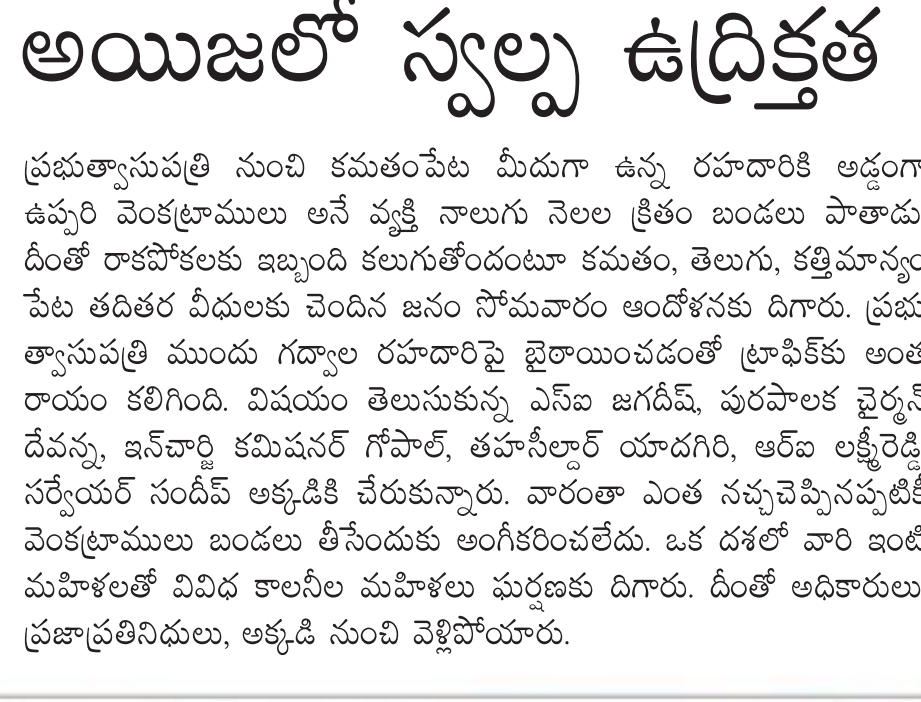 అయిజలో స్వల్ప ఉద్రిక్తత
ప్రభుత్వాసుపత్రి నుంచి కమతంపేట మీదుగా ఉన్న రహదారికి అడ్డంగా
ఉప్పరి వెంకట్రాములు అనే వ్యక్తి నాలుగు నెలల క్రితం బండలు పాతాడు
దీంతో రాకపోకలకు ఇబ్బంది కలుగుతోందంటూ కమతం, తెలుగు, కత్తిమాన్యం
పేట తదితర వీధులకు చెందిన జనం సోమవారం ఆందోళనకు దిగారు. ప్రభు
త్వాసుపత్రి ముందు గద్వాల రహదారిపై బైఠాయించడంతో ట్రాఫిక్‌కు అంత
రాయం కలిగింది. విషయం తెలుసుకున్న ఎస్ఐ జగదీష్, పురపాలక చైర్మన్
దేవన్న, ఇన్‌చార్జి కమిషనర్ గోపాల్, తహసీల్దార్ యాదగిరి, ఆర్ఐ లక్ష్మీరెడ్డి
సర్వేయర్ సందీప్ అక్కడికి చేరుకున్నారు. వారంతా ఎంత నచ్చచెప్పినప్పటికీ
వెంకట్రాములు బండలు తీసేందుకు అంగీకరించలేదు. ఒక దశలో వారి ఇంటి
మహిళలతో వివిధ కాలనీల మహిళలు ఘర్షణకు దిగారు. దీంతో అధికారులు
ప్రజాప్రతినిధులు, అక్కడి నుంచి వెళ్లిపోయారు.